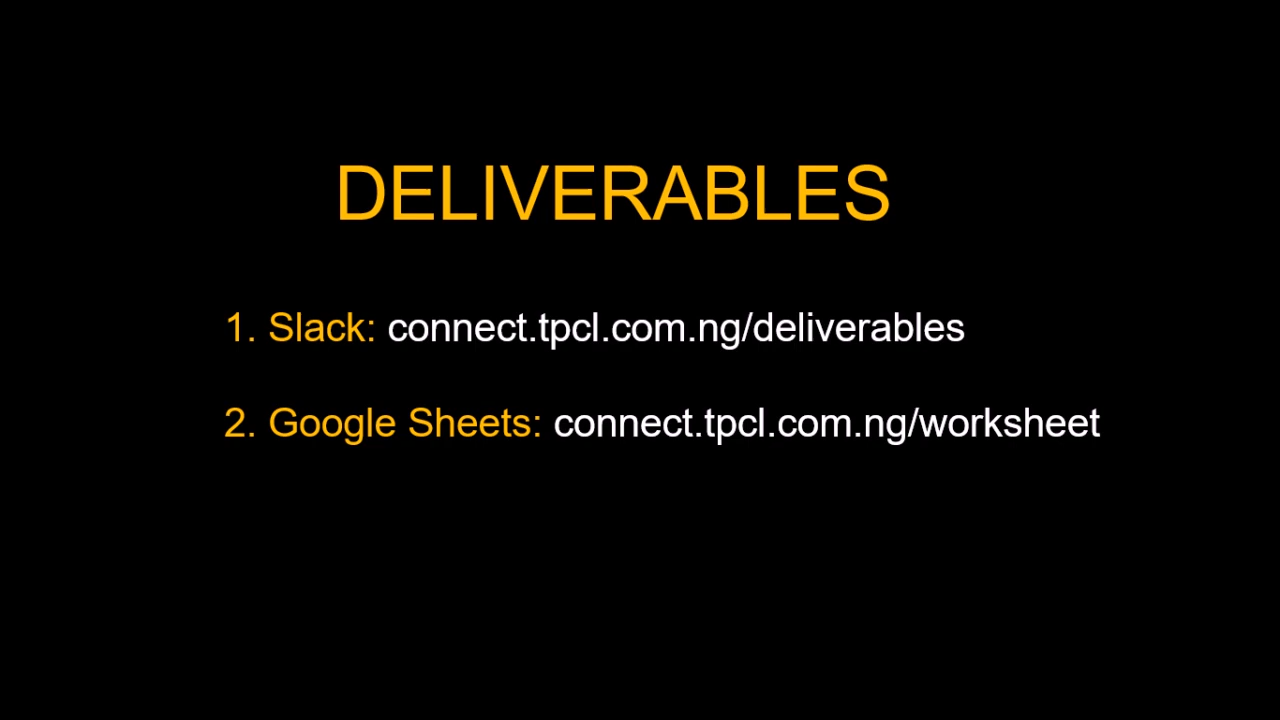 DELIVERABLES
1. Slack: connect.tpcl.com.ng/deliverables
2. Google Sheets: connect.tpcl.com.ng/worksheet